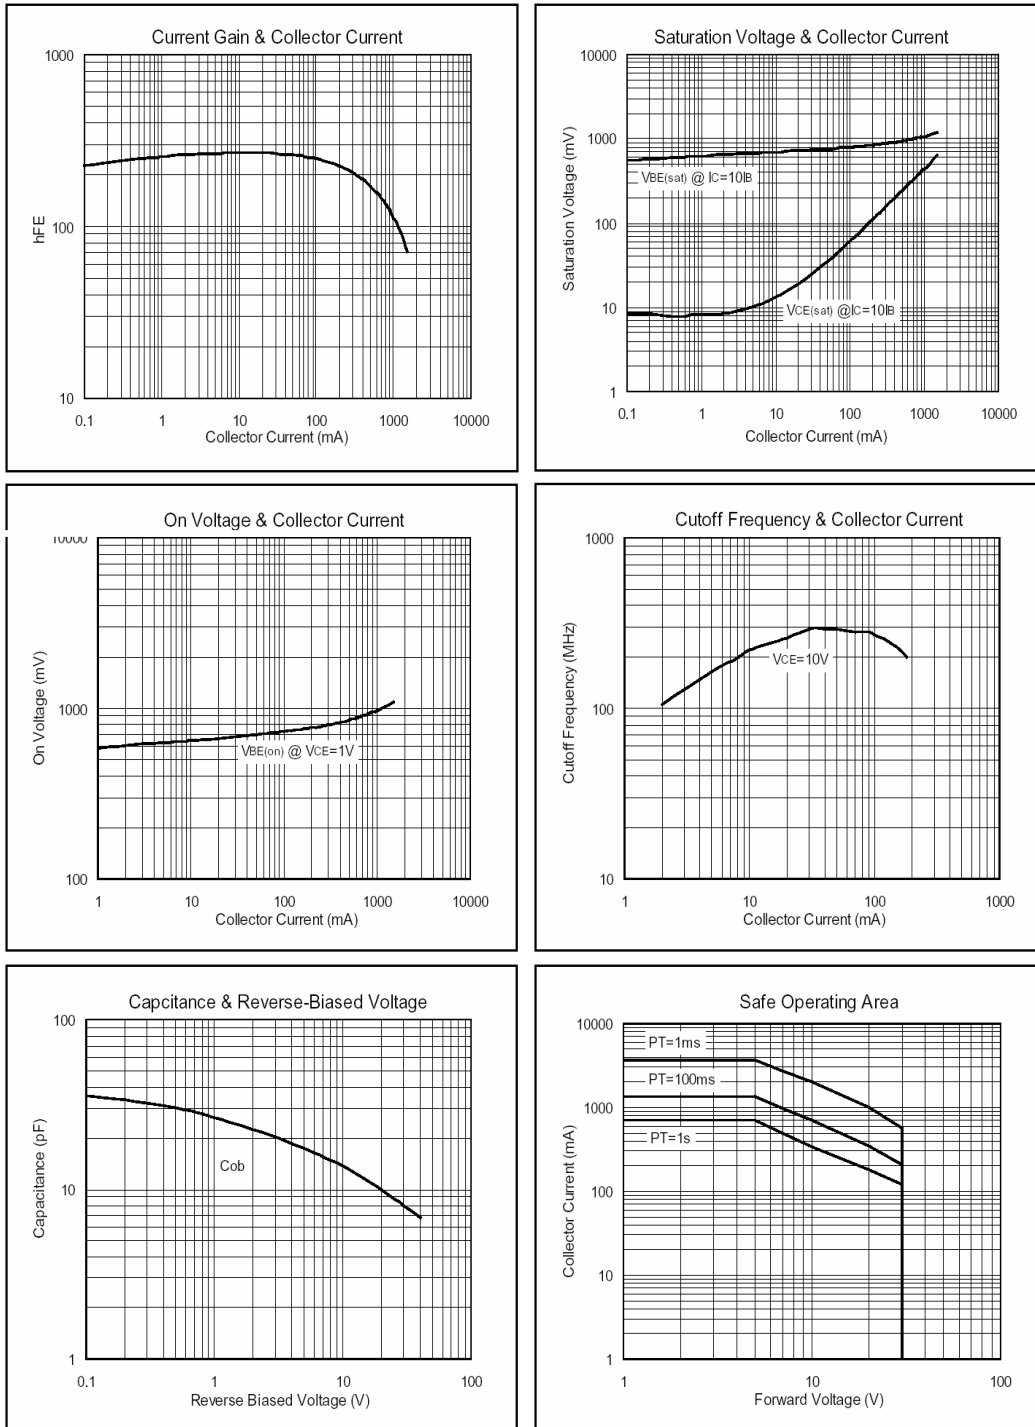 Current Gain & Collector Current
1000
100
10
hFE
0.1 1 10 100 1000 10000
Collector Current (mA)
Saturation Voltage & Collector Current
10000
1000
100
10
1
Saturation Voltage (mV)
VBE(sat) @ IC=10IB
VCE(sat) @IC=10IB
0.1 1 10 100 1000 10000
Collector Current (mA)
On Voltage & Collector Current
10000
1000
100
On Voltage (mV)
VBE(on) @ VCE=1V
1 10 100 1000 10000
Collector Current (mA)
Cutoff Frequency & Collector Current
1000
100
10
Cutoff Frequency (MHz)
VCE=10V
1 10 100 1000
Collector Current (mA)
Capcitance & Reverse-Biased Voltage
100
10
1
Capacitance (pF)
Cob
0.1 1 10 100
Reverse Biased Voltage (V)
Safe Operating Area
10000
1000
100
10
1
Collector Current (mA)
PT=1ms
PT=100ms
PT=1s
1 10 100
Forward Voltage (V)